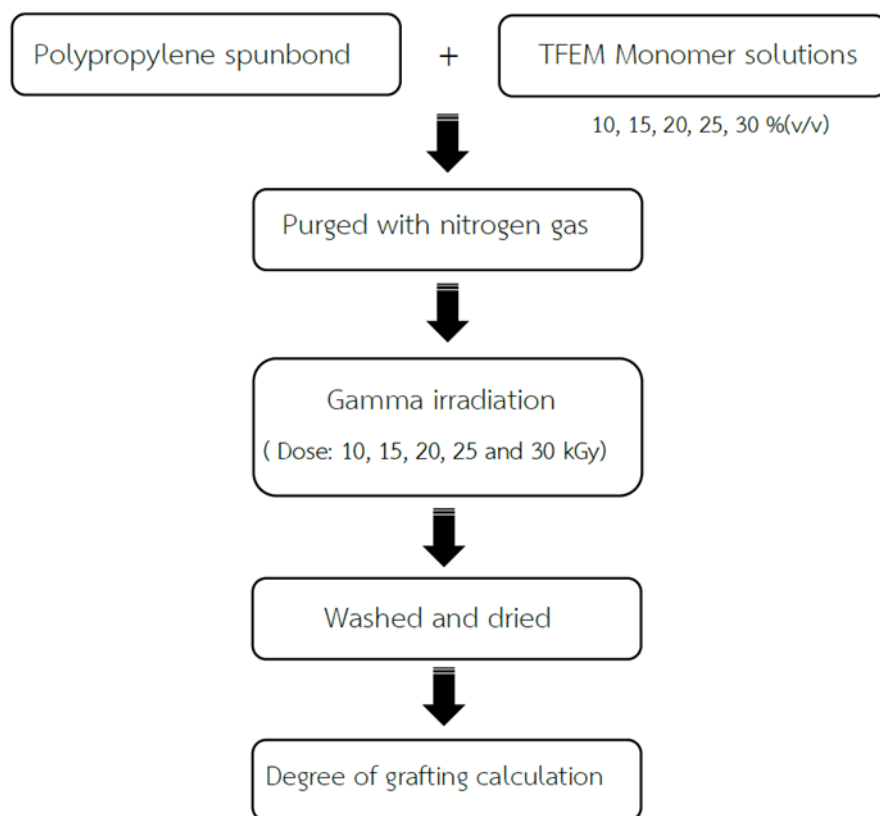 Polypropylene spunbond + TFEM Monomer solutions
10, 15, 20, 25, 30 %(v/v)
Purged with nitrogen gas
Gamma irradiation
( Dose: 10, 15, 20, 25 and 30 kGy)
Washed and dried
Degree of grafting calculation